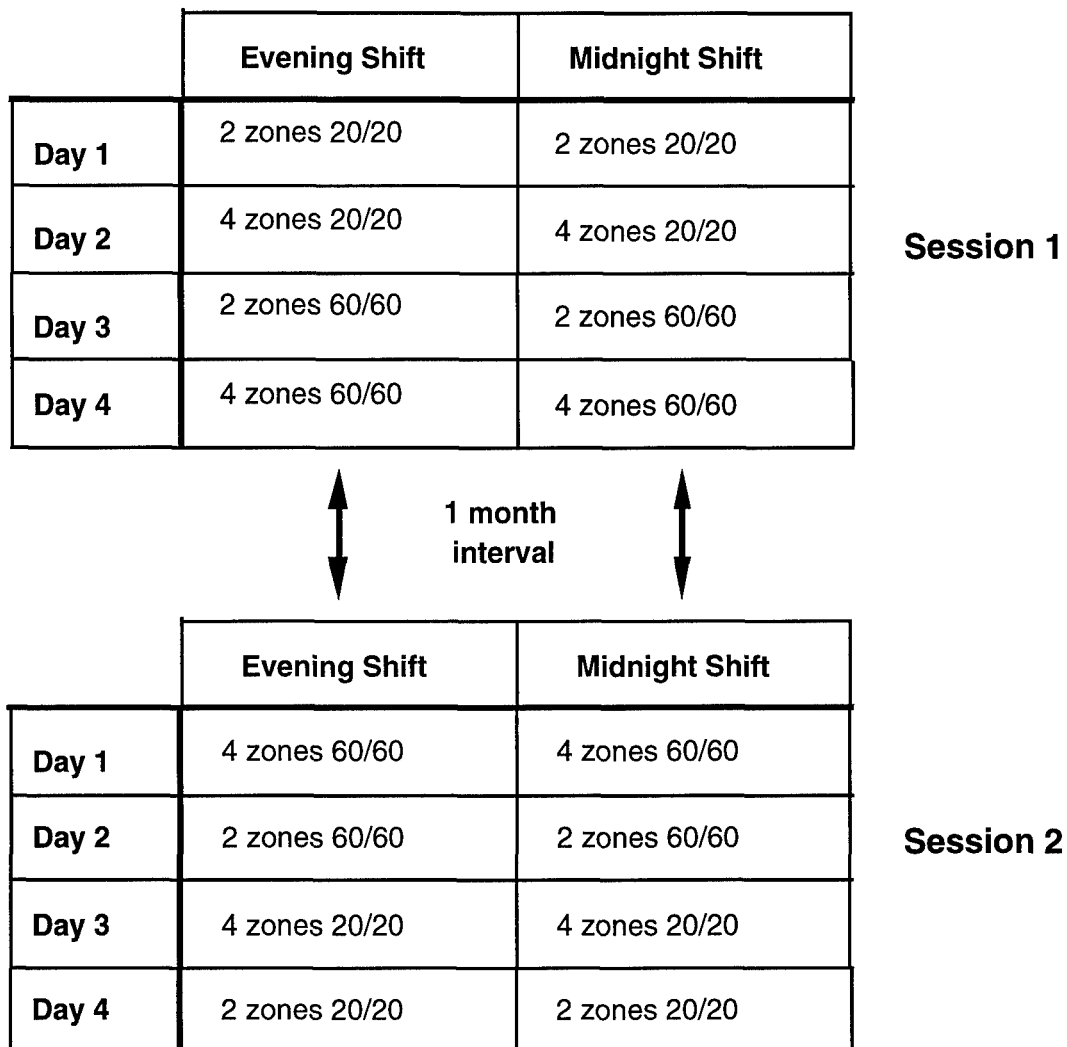 Evening Shift Midnight Shift
Day 1 2 zones 20/20 2 zones 20/20
Day 2 4 zones 20/20 4 zones 20/20
Session 1
Day 3 2 zones 60/60 2 zones 60/60
Day 4 4 zones 60/60 4 zones 60/60
1 month
interval
Evening Shift Midnight Shift
Day 1 4 zones 60/60 4 zones 60/60
Day 2 2 zones 60/60 2 zones 60/60
Session 2
Day 3 4 zones 20/20 4 zones 20/20
Day 4 2 zones 20/20 2 zones 20/20